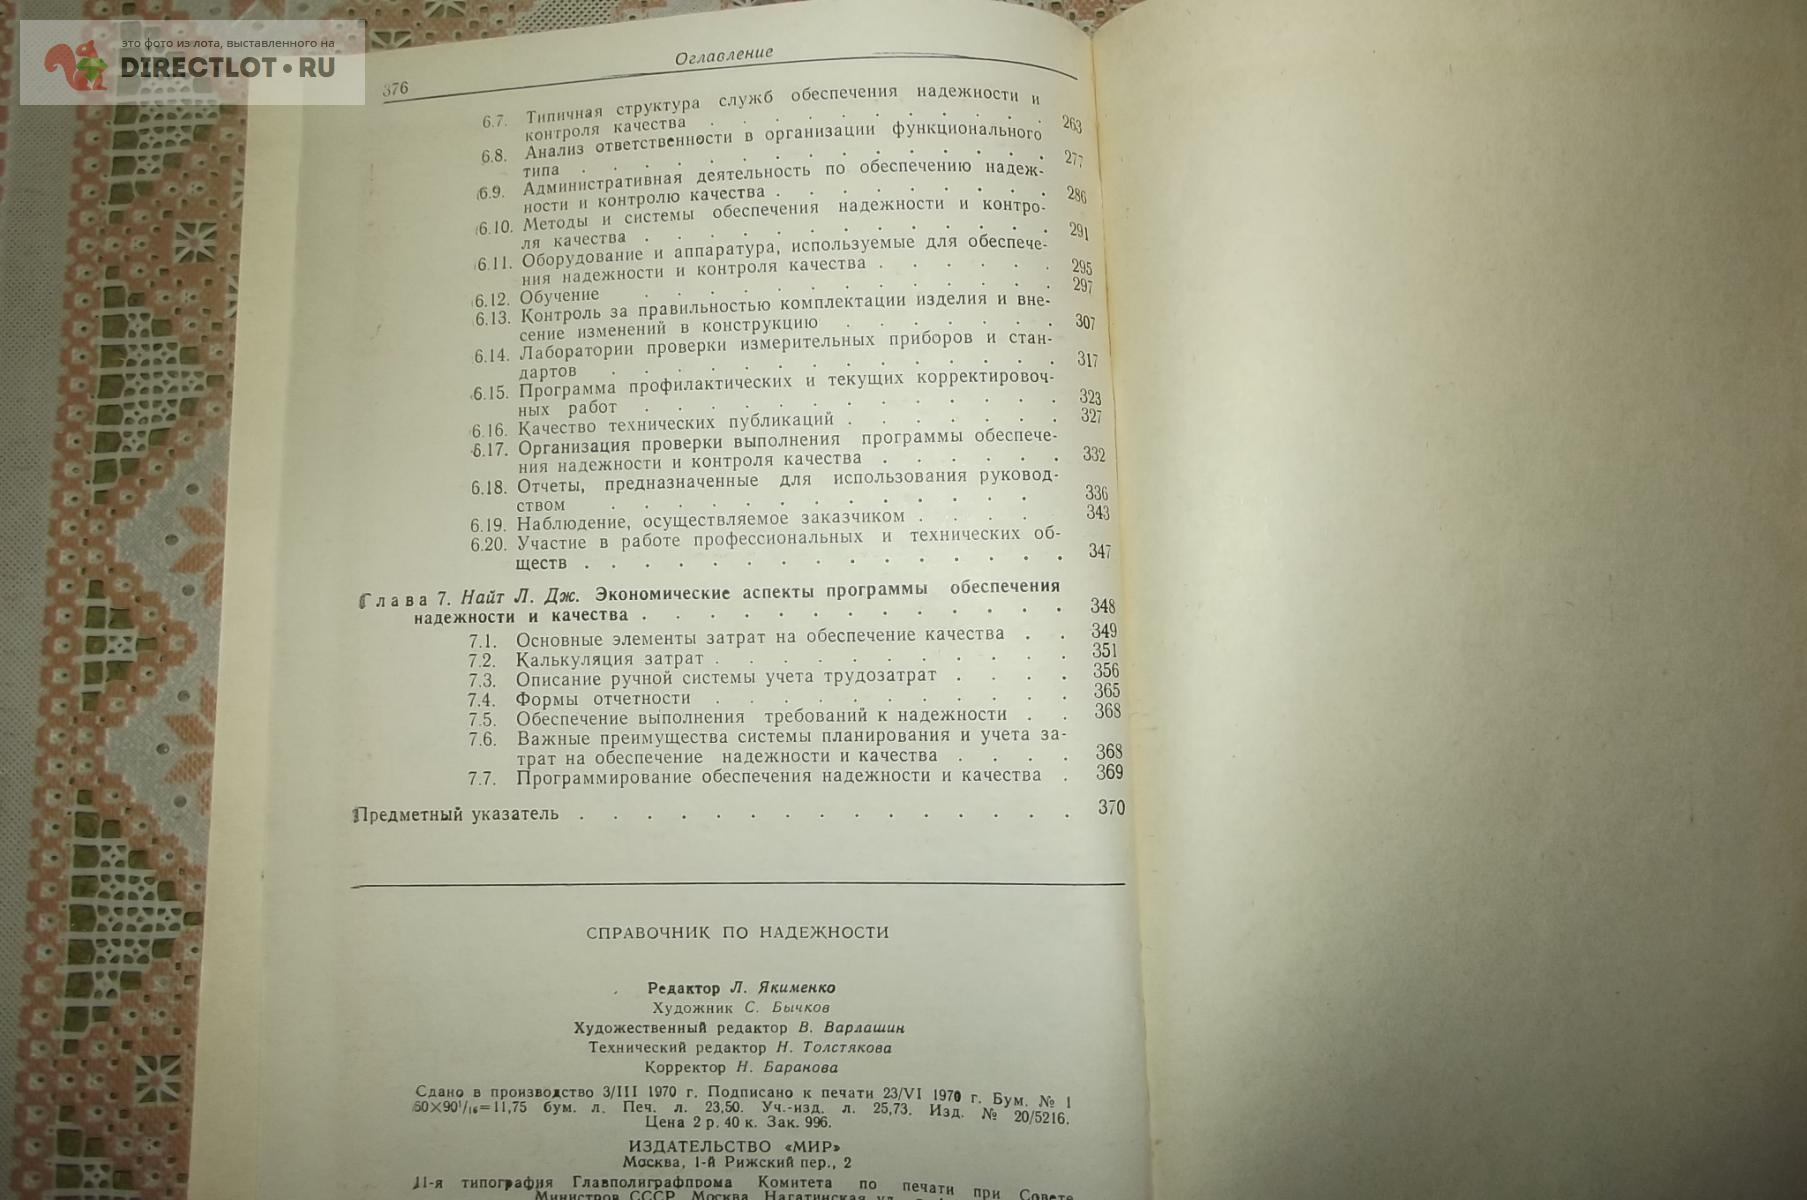 это фото из лота, выставленного на
DIRECTLOT•RU
376
Оглавление
6.7. Типичная структура служб обеспечения надежности и
контроля качества . . . . . . . . . . 263
6.8. Анализ ответственности в организации функционального
типа . . . . . . . . . . . . . . 277
6.9. Административная деятельность по обеспечению надеж-
ности и контролю качества . . . . . . . . 286
6.10. Методы и системы обеспечения надежности и контро-
ля качества . . . . . . . . . . . . 291
6.11. Оборудование и аппаратура, используемые для обеспече-
ния надежности и контроля качества . . . . . . 295
6.12. Обучение . . . . . . . . . . . . 297
6.13. Контроль за правильностью комплектации изделия и вне-
сение изменений в конструкцию . . . . . . . 307
6.14. Лаборатории проверки измерительных приборов и стан-
дартов . . . . . . . . . . . . . 317
6.15. Программа профилактических и текущих корректировоч-
ных работ . . . . . . . . . . . . 323
6.16. Качество технических публикаций . . . . . . 327
6.17. Организация проверки выполнения программы обеспече-
ния надежности и контроля качества . . . . . . 332
6.18. Отчеты, предназначенные для использования руковод-
ством . . . . . . . . . . . . 336
6.19. Наблюдение, осуществляемое заказчиком . . . . 343
6.20. Участие в работе профессиональных и технических об-
ществ . . . . . . . . . . . . . . 347
Глава 7. Найт Л. Дж. Экономические аспекты программы обеспечения
надежности и качества . . . . . . . . . . . . 348
7.1. Основные элементы затрат на обеспечение качества . . 349
7.2. Калькуляция затрат . . . . . . . . . . 351
7.3. Описание ручной системы учета трудозатрат . . . . 356
7.4. Формы отчетности . . . . . . . . . . 365
7.5. Обеспечение выполнения требований к надежности . . 368
7.6. Важные преимущества системы планирования и учета за-
трат на обеспечение надежности и качества . . . . 368
7.7. Программирование обеспечения надежности и качества . 369
Предметный указатель . . . . . . . . . . . . . . . 370
СПРАВОЧНИК ПО НАДЕЖНОСТИ
Редактор Л. Якименко
Художник С. Бычков
Художественный редактор В. Варлашин
Технический редактор Н. Толстякова
Корректор Н. Баранова
Сдано в производство 3/III 1970 г. Подписано к печати 23/VI 1970 г. Бум. № 1
60×90¹/₁₆=11,75 бум. л. Печ. л. 23,50. Уч.-изд. л. 25,73. Изд. № 20/5216.
Цена 2 р. 40 к. Зак. 996.
ИЗДАТЕЛЬСТВО «МИР»
Москва, 1-й Рижский пер., 2
11-я типография Главполиграфпрома Комитета по печати при Совете
Министров СССР. Москва, Нагатинская ул.